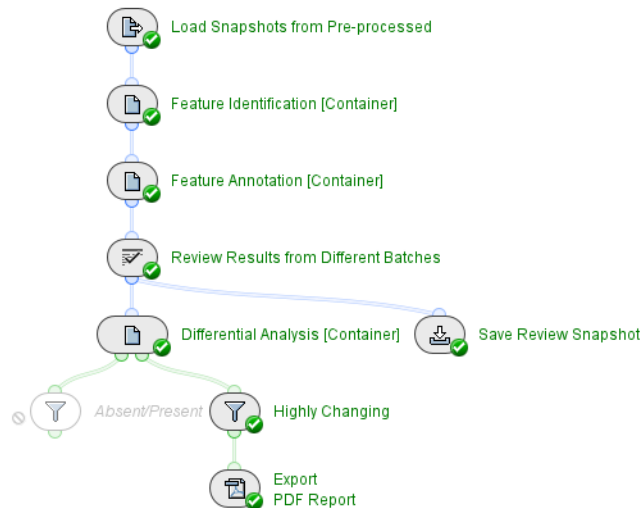 Load Snapshots from Pre-processed
Feature Identification [Container]
Feature Annotation [Container]
Review Results from Different Batches
Differential Analysis [Container]
Save Review Snapshot
Absent/Present
Highly Changing
Export
PDF Report